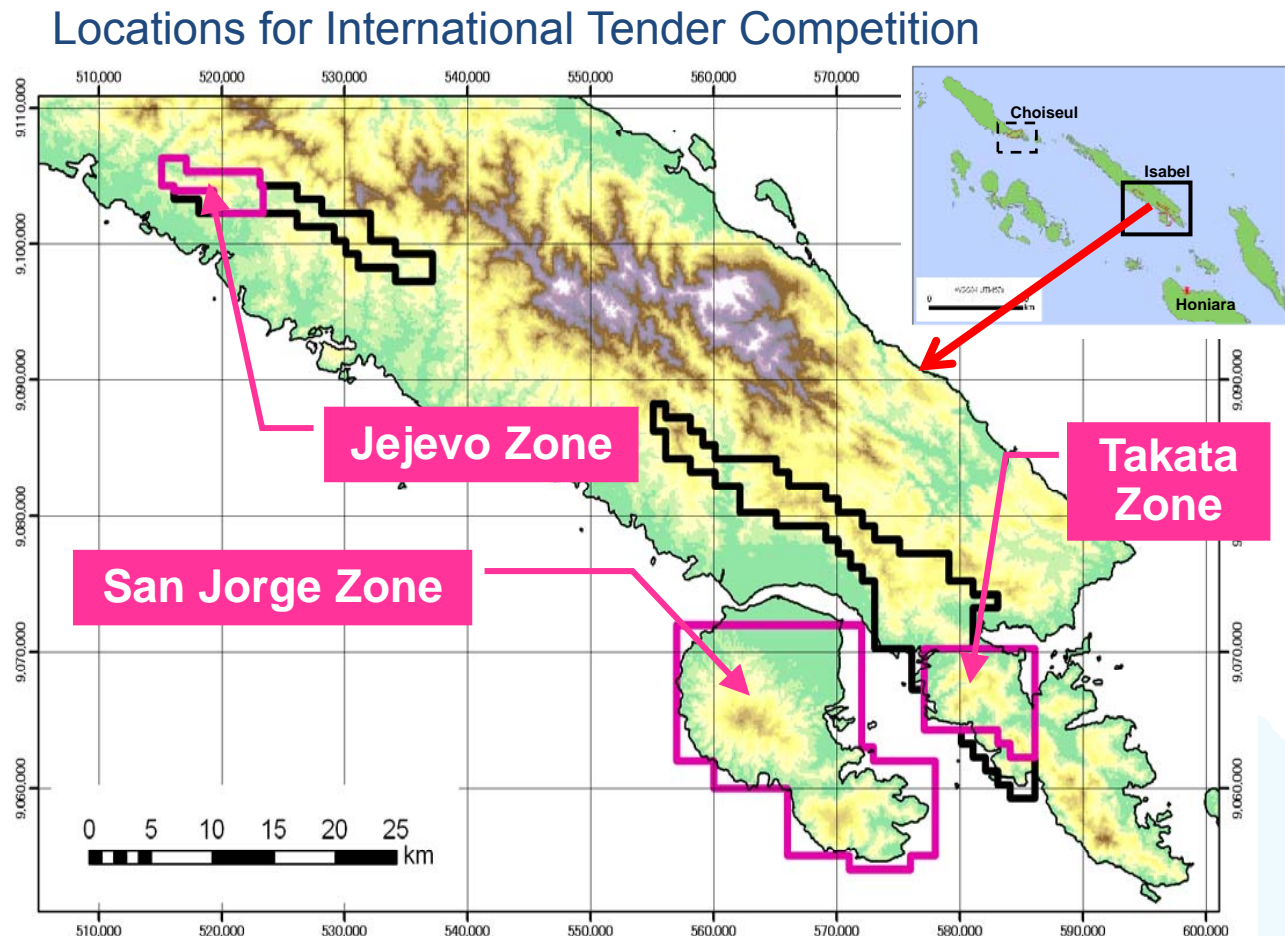 Locations for International Tender Competition
510,000 520,000 530,000 540,000 550,000 560,000 570,000
9,110,000
9,100,000
9,090,000
9,080,000
9,070,000
9,060,000
Choiseul
Isabel
Honiara
0
km
9,090,000
9,070,000
9,060,000
Jejevo Zone
Takata
Zone
San Jorge Zone
0 5 10 15 20 25
km
510,000 520,000 530,000 540,000 550,000 560,000 570,000 580,000 590,000 600,000